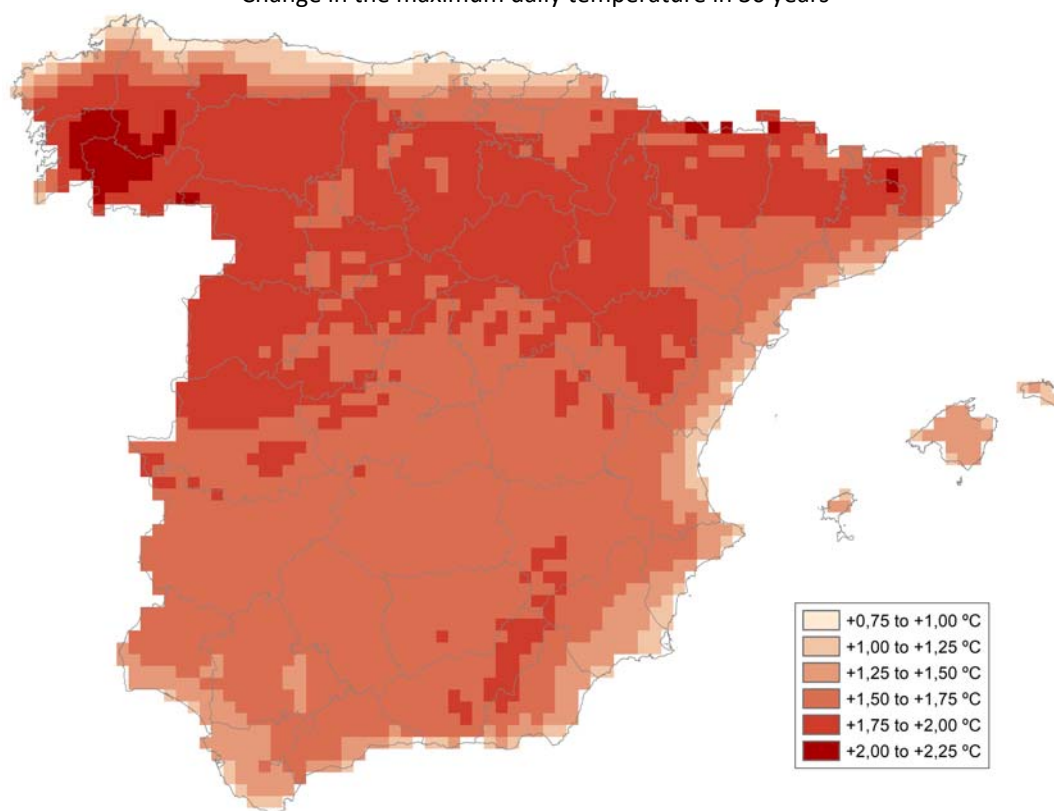 Change in the maximum daily temperature in 50 years
+0,75 to +1,00 ºC
+1,00 to +1,25 ºC
+1,25 to +1,50 ºC
+1,50 to +1,75 ºC
+1,75 to +2,00 ºC
+2,00 to +2,25 ºC